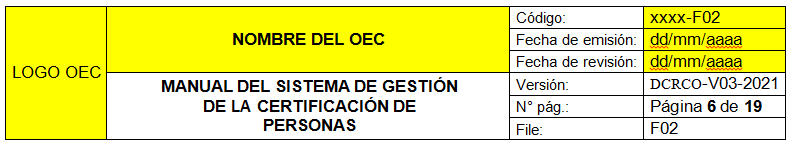 LOGO OEC
NOMBRE DEL OEC
MANUAL DEL SISTEMA DE GESTIÓN
DE LA CERTIFICACIÓN DE
PERSONAS
Código: xxxx-F02
Fecha de emisión: dd/mm/aaaa
Fecha de revisión: dd/mm/aaaa
Versión: DCRCO-V03-2021
N° pág.: Página 6 de 19
File: F02